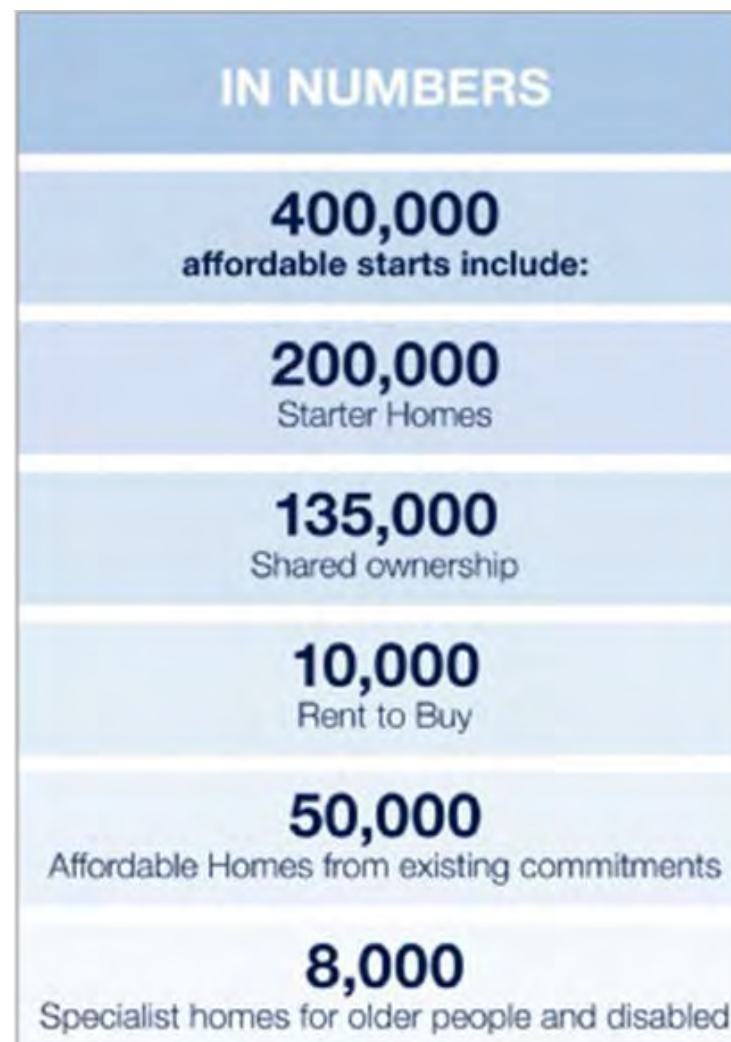 IN NUMBERS
400,000
affordable starts include:
200,000
Starter Homes
135,000
Shared ownership
10,000
Rent to Buy
50,000
Affordable Homes from existing commitments
8,000
Specialist homes for older people and disabled